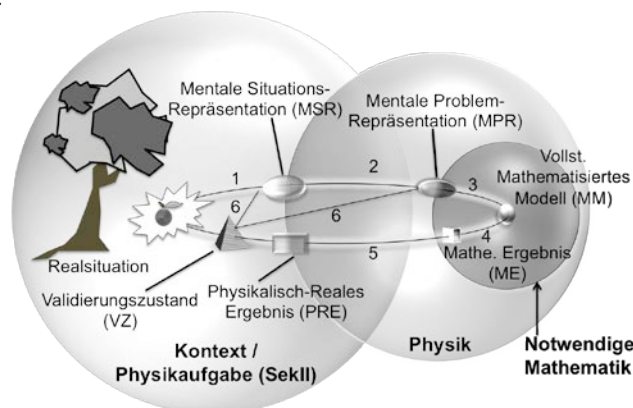 Mentale Situations-
Repräsentation (MSR)
Mentale Problem-
Repräsentation (MPR)
Vollst.
Mathematisiertes
Modell (MM)
1
2
3
6
6
4
5
Mathe. Ergebnis
(ME)
Realsituation
Validierungszustand
(VZ)
Physikalisch-Reales
Ergebnis (PRE)
Kontext /
Physikaufgabe (SekII)
Physik
Notwendige
Mathematik